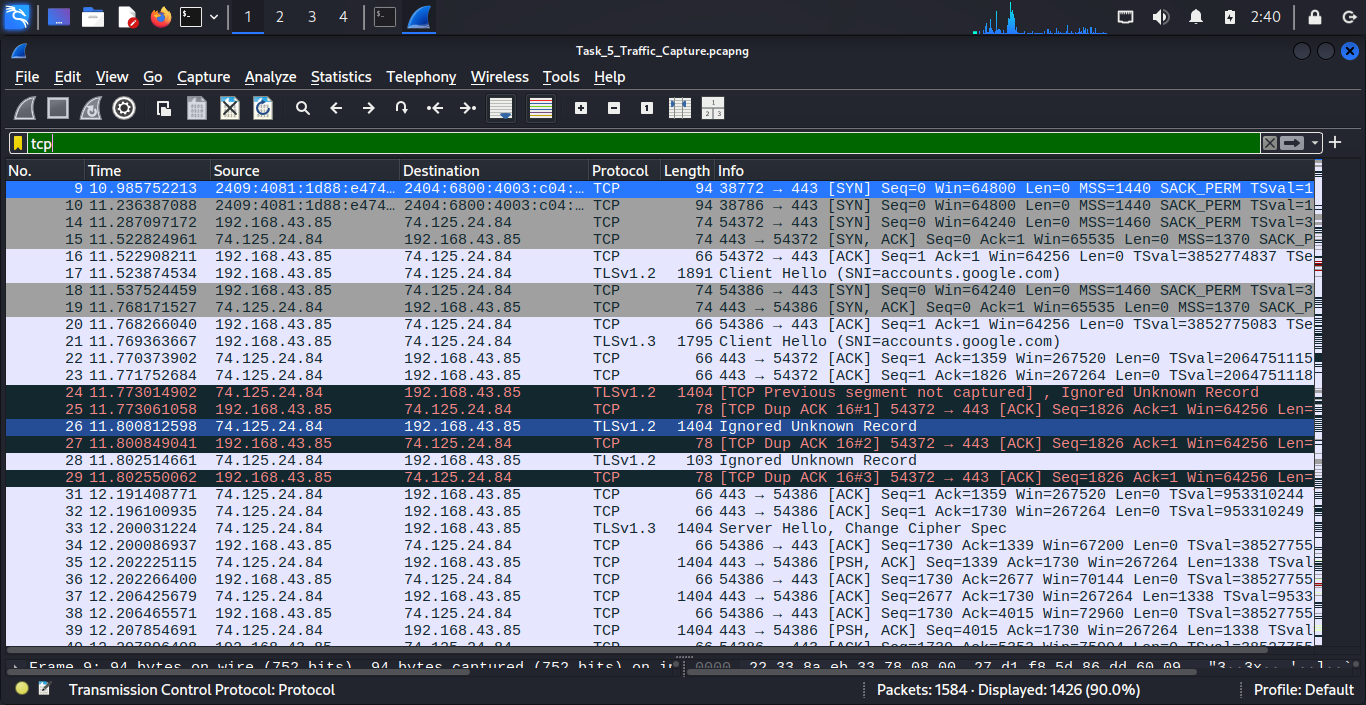 1 2 3 4 2:40
Task_5_Traffic_Capture.pcapng
File Edit View Go Capture Analyze Statistics Telephony Wireless Tools Help
tcp
No. Time Source Destination Protocol Length Info
9 10.985752213 2409:4081:1d88:e474… 2404:6800:4003:c04:… TCP 94 38772 → 443 [SYN] Seq=0 Win=64800 Len=0 MSS=1440 SACK_PERM TSval=1
10 11.236387088 2409:4081:1d88:e474… 2404:6800:4003:c04:… TCP 94 38786 → 443 [SYN] Seq=0 Win=64800 Len=0 MSS=1440 SACK_PERM TSval=1
14 11.287097172 192.168.43.85 74.125.24.84 TCP 74 54372 → 443 [SYN] Seq=0 Win=64240 Len=0 MSS=1460 SACK_PERM TSval=3
15 11.522824961 74.125.24.84 192.168.43.85 TCP 74 443 → 54372 [SYN, ACK] Seq=0 Ack=1 Win=65535 Len=0 MSS=1370 SACK_P
16 11.522908211 192.168.43.85 74.125.24.84 TCP 66 54372 → 443 [ACK] Seq=1 Ack=1 Win=64256 Len=0 TSval=3852774837 TSe
17 11.523874534 192.168.43.85 74.125.24.84 TLSv1.2 1891 Client Hello (SNI=accounts.google.com)
18 11.537524459 192.168.43.85 74.125.24.84 TCP 74 54386 → 443 [SYN] Seq=0 Win=64240 Len=0 MSS=1460 SACK_PERM TSval=3
19 11.768171527 74.125.24.84 192.168.43.85 TCP 74 443 → 54386 [SYN, ACK] Seq=0 Ack=1 Win=65535 Len=0 MSS=1370 SACK_P
20 11.768266040 192.168.43.85 74.125.24.84 TCP 66 54386 → 443 [ACK] Seq=1 Ack=1 Win=64256 Len=0 TSval=3852775083 TSe
21 11.769363667 192.168.43.85 74.125.24.84 TLSv1.3 1795 Client Hello (SNI=accounts.google.com)
22 11.770373902 74.125.24.84 192.168.43.85 TCP 66 443 → 54372 [ACK] Seq=1 Ack=1359 Win=267520 Len=0 TSval=2064751115
23 11.771752684 74.125.24.84 192.168.43.85 TCP 66 443 → 54372 [ACK] Seq=1 Ack=1826 Win=267264 Len=0 TSval=2064751118
24 11.773014902 74.125.24.84 192.168.43.85 TLSv1.2 1404 [TCP Previous segment not captured] , Ignored Unknown Record
25 11.773061058 192.168.43.85 74.125.24.84 TCP 78 [TCP Dup ACK 16#1] 54372 → 443 [ACK] Seq=1826 Ack=1 Win=64256 Len=
26 11.800812598 74.125.24.84 192.168.43.85 TLSv1.2 1404 Ignored Unknown Record
27 11.800849041 192.168.43.85 74.125.24.84 TCP 78 [TCP Dup ACK 16#2] 54372 → 443 [ACK] Seq=1826 Ack=1 Win=64256 Len=
28 11.802514661 74.125.24.84 192.168.43.85 TLSv1.2 103 Ignored Unknown Record
29 11.802550062 192.168.43.85 74.125.24.84 TCP 78 [TCP Dup ACK 16#3] 54372 → 443 [ACK] Seq=1826 Ack=1 Win=64256 Len=
31 12.191408771 74.125.24.84 192.168.43.85 TCP 66 443 → 54386 [ACK] Seq=1 Ack=1359 Win=267520 Len=0 TSval=953310244
32 12.196100935 74.125.24.84 192.168.43.85 TCP 66 443 → 54386 [ACK] Seq=1 Ack=1730 Win=267264 Len=0 TSval=953310249
33 12.200031224 74.125.24.84 192.168.43.85 TLSv1.3 1404 Server Hello, Change Cipher Spec
34 12.200086937 192.168.43.85 74.125.24.84 TCP 66 54386 → 443 [ACK] Seq=1730 Ack=1339 Win=67200 Len=0 TSval=38527755
35 12.202225115 74.125.24.84 192.168.43.85 TCP 1404 443 → 54386 [PSH, ACK] Seq=1339 Ack=1730 Win=267264 Len=1338 TSval
36 12.202266400 192.168.43.85 74.125.24.84 TCP 66 54386 → 443 [ACK] Seq=1730 Ack=2677 Win=70144 Len=0 TSval=38527755
37 12.206425679 74.125.24.84 192.168.43.85 TCP 1404 443 → 54386 [ACK] Seq=2677 Ack=1730 Win=267264 Len=1338 TSval=9533
38 12.206465571 192.168.43.85 74.125.24.84 TCP 66 54386 → 443 [ACK] Seq=1730 Ack=4015 Win=72960 Len=0 TSval=38527755
39 12.207854691 74.125.24.84 192.168.43.85 TCP 1404 443 → 54386 [PSH, ACK] Seq=4015 Ack=1730 Win=267264 Len=1338 TSval
Frame 9: 94 bytes on wire (752 bits), 94 bytes captured (752 bits) on in
Transmission Control Protocol: Protocol Packets: 1584 · Displayed: 1426 (90.0%) Profile: Default